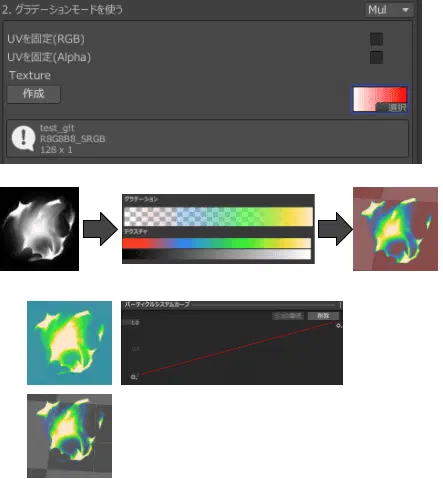 2. グラデーションモードを使う
Mul
UVを固定(RGB)
UVを固定(Alpha)
Texture
作成
選択
test_glt
R8G8B8_SRGB
128 x 1
グラデーション
テクスチャ
パーティクルシステムカーブ
削除
1.0